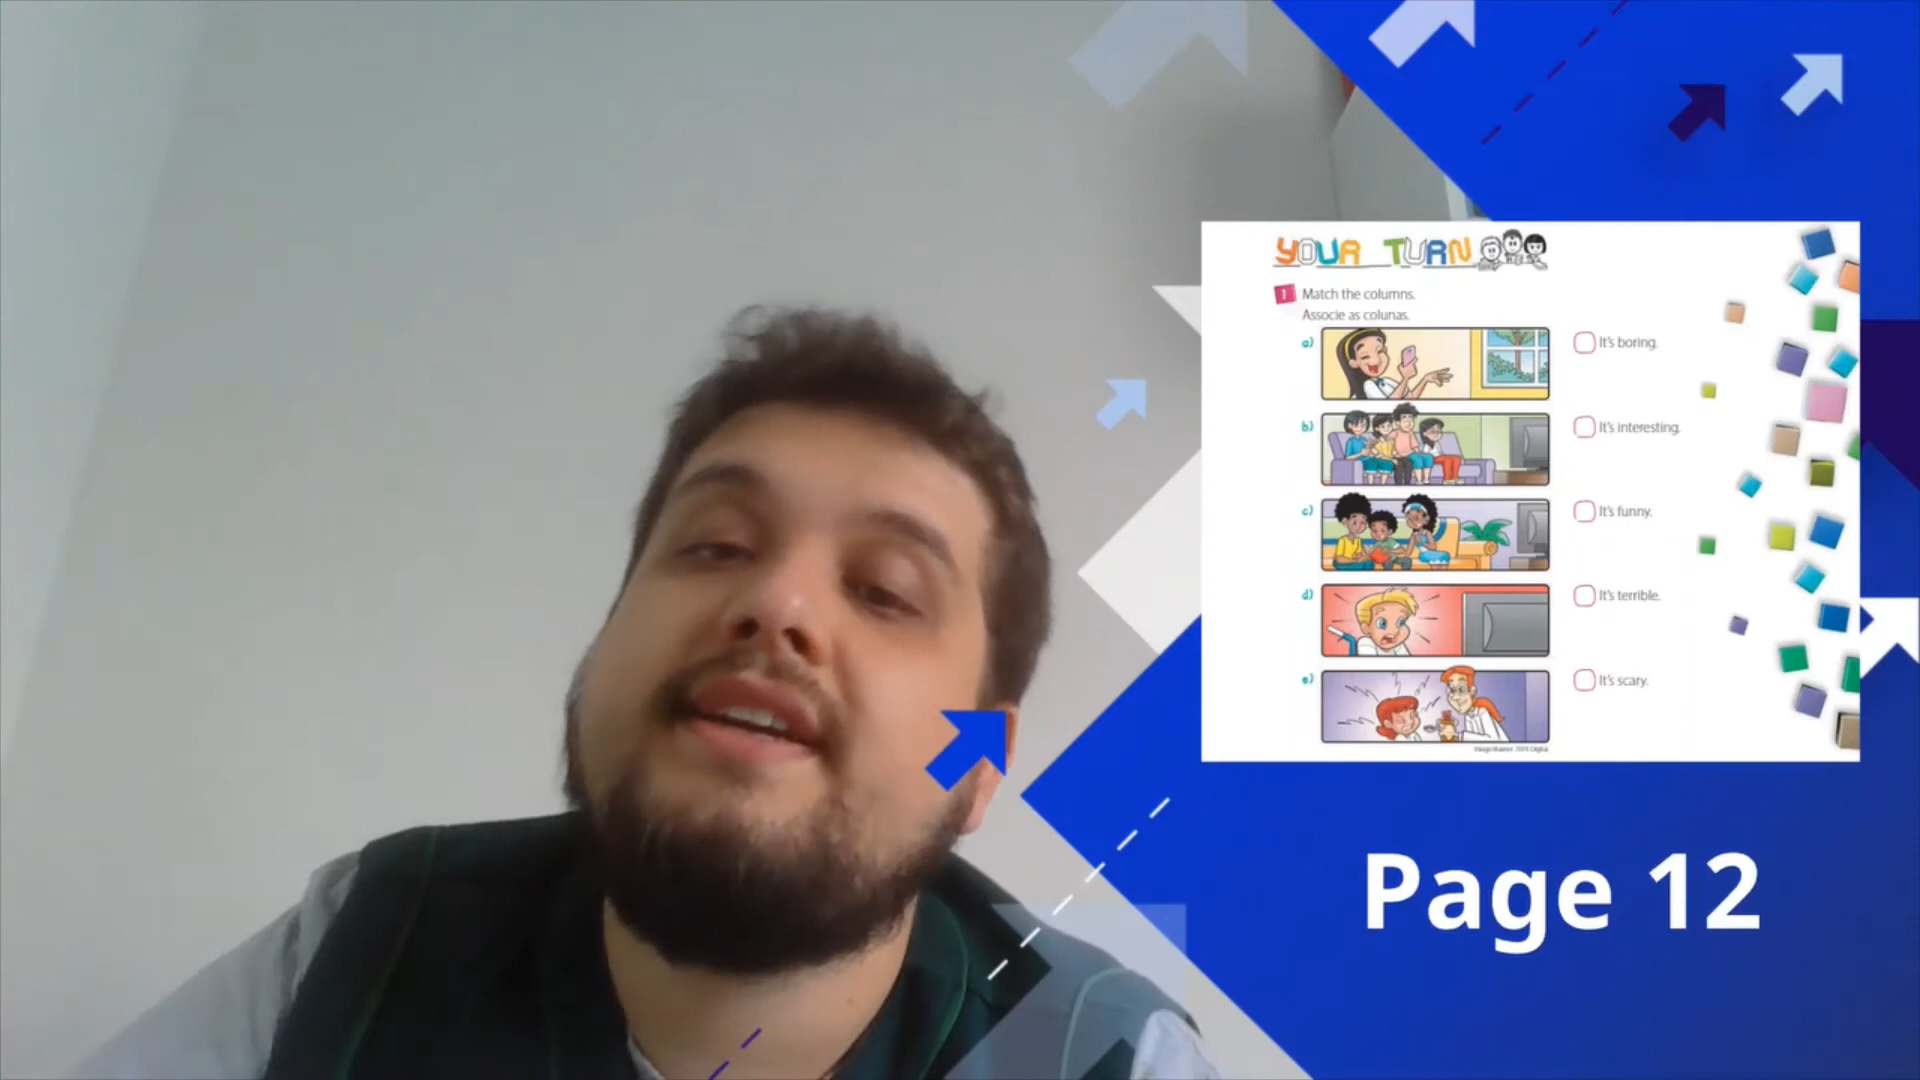 YOUR TURN
1 Match the columns.
Associe as colunas.
a)
It's boring.
b)
It's interesting.
c)
It's funny.
d)
It's terrible.
e)
It's scary.
Page 12